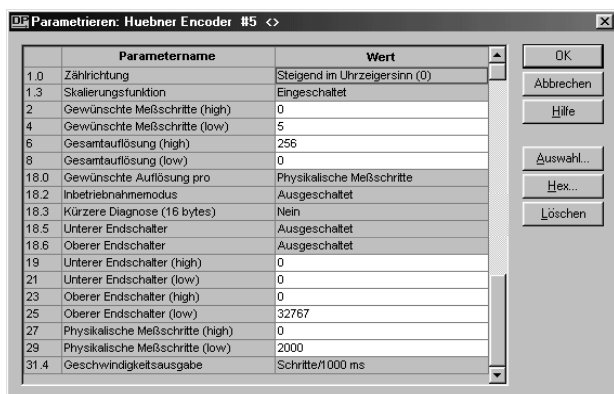 DP Parametrieren: Huebner Encoder #5 <>
Parametername Wert
1.0 Zählrichtung Steigend im Uhrzeigersinn (0)
1.3 Skalierungsfunktion Eingeschaltet
2 Gewünschte Meßschritte (high) 0
4 Gewünschte Meßschritte (low) 5
6 Gesamtauflösung (high) 256
8 Gesamtauflösung (low) 0
18.0 Gewünschte Auflösung pro Physikalische Meßschritte
18.2 Inbetriebnahmemodus Ausgeschaltet
18.3 Kürzere Diagnose (16 bytes) Nein
18.5 Unterer Endschalter Ausgeschaltet
18.6 Oberer Endschalter Ausgeschaltet
19 Unterer Endschalter (high) 0
21 Unterer Endschalter (low) 0
23 Oberer Endschalter (high) 0
25 Oberer Endschalter (low) 32767
27 Physikalische Meßschritte (high) 0
29 Physikalische Meßschritte (low) 2000
31.4 Geschwindigkeitsausgabe Schritte/1000 ms
OK
Abbrechen
Hilfe
Auswahl...
Hex...
Löschen